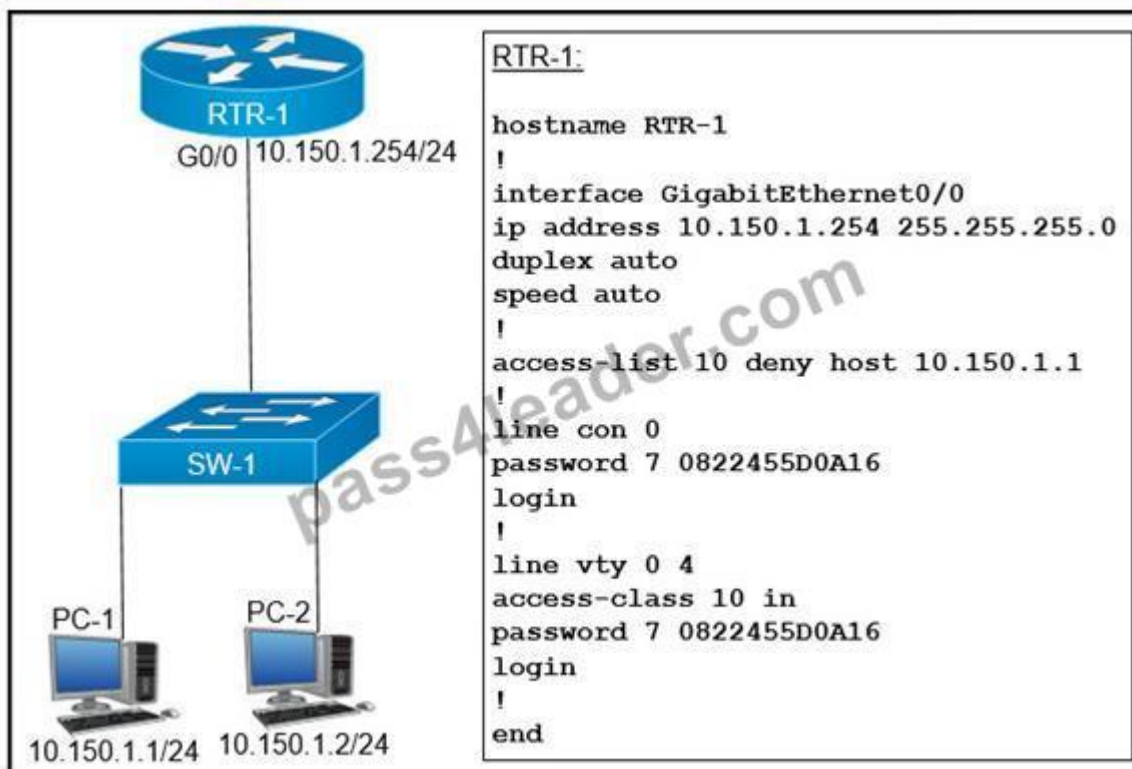 RTR-1
G0/0 10.150.1.254/24
SW-1
PC-1
PC-2
10.150.1.1/24
10.150.1.2/24
RTR-1:
hostname RTR-1
!
interface GigabitEthernet0/0
ip address 10.150.1.254 255.255.255.0
duplex auto
speed auto
!
access-list 10 deny host 10.150.1.1
!
line con 0
password 7 0822455D0A16
login
!
line vty 0 4
access-class 10 in
password 7 0822455D0A16
login
!
end
pass4leader.com